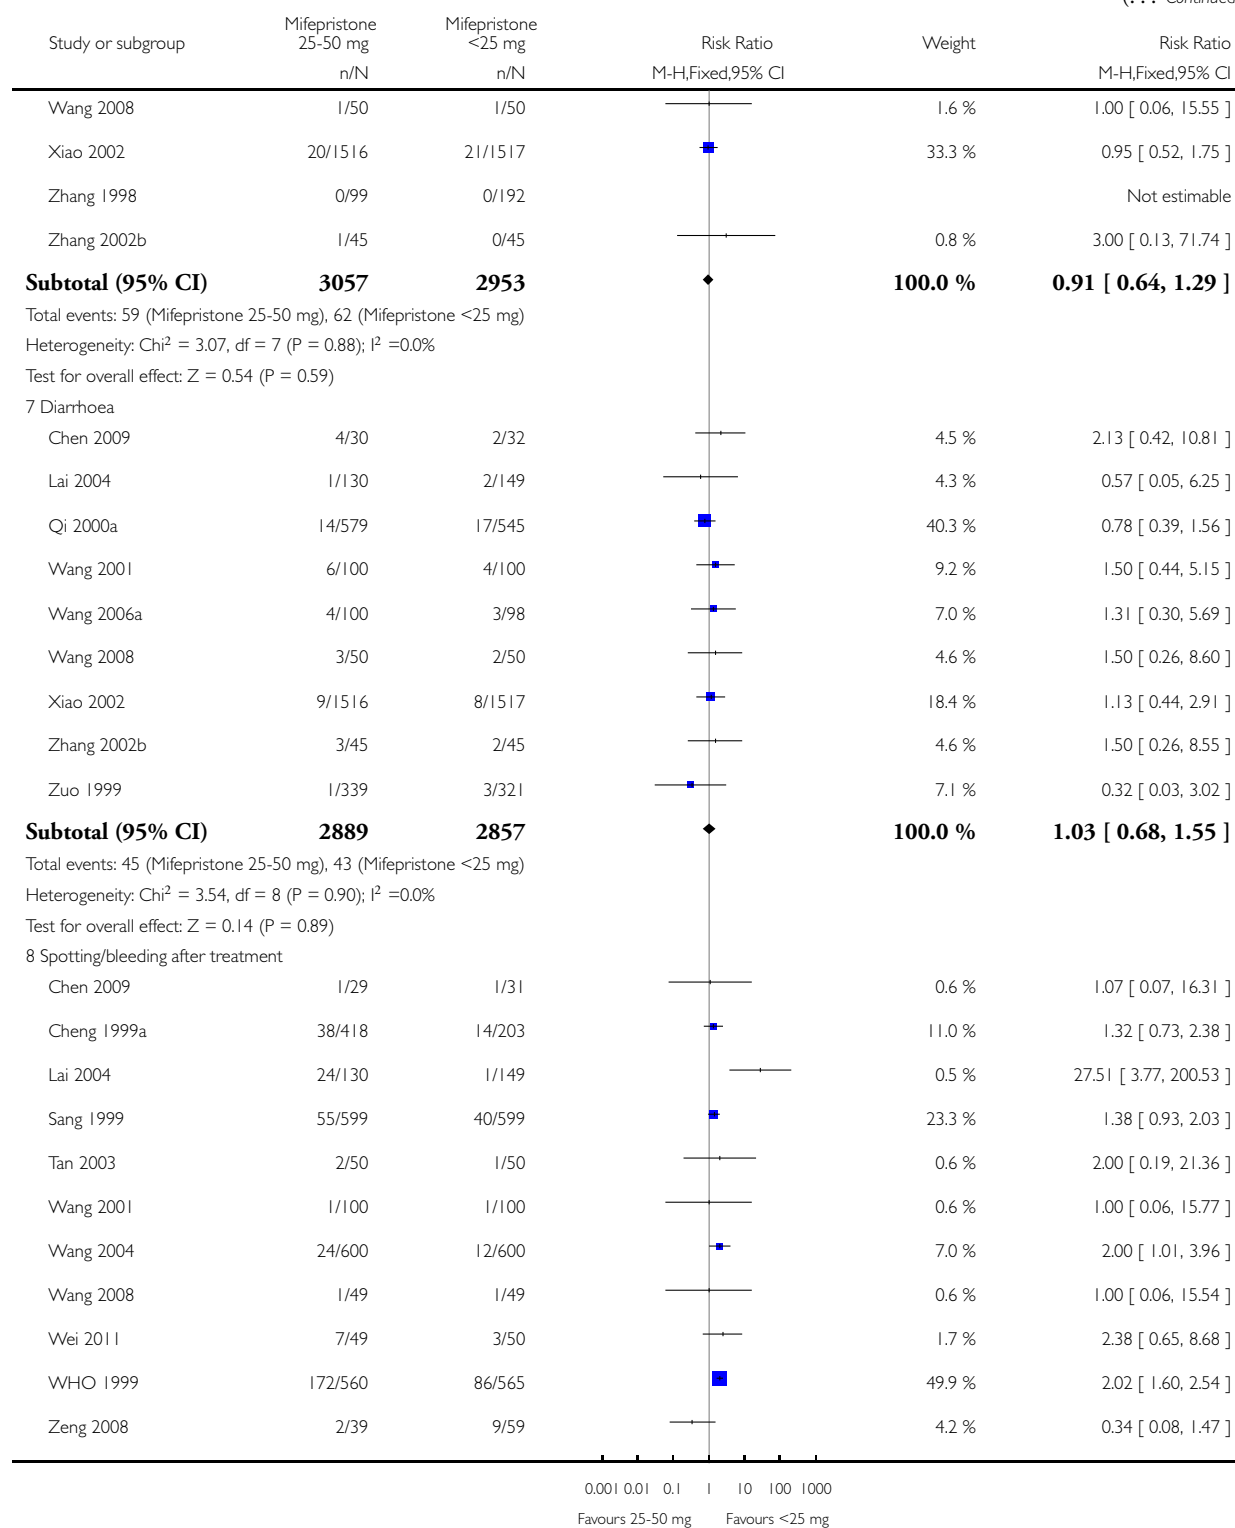 (. . . Continued
Study or subgroup Mifepristone 25-50 mg Mifepristone <25 mg Risk Ratio Weight Risk Ratio
n/N n/N M-H,Fixed,95% CI M-H,Fixed,95% CI
Wang 2008 1/50 1/50 1.6 % 1.00 [ 0.06, 15.55 ]
Xiao 2002 20/1516 21/1517 33.3 % 0.95 [ 0.52, 1.75 ]
Zhang 1998 0/99 0/192 Not estimable
Zhang 2002b 1/45 0/45 0.8 % 3.00 [ 0.13, 71.74 ]
Subtotal (95% CI) 3057 2953 100.0 % 0.91 [ 0.64, 1.29 ]
Total events: 59 (Mifepristone 25-50 mg), 62 (Mifepristone <25 mg)
Heterogeneity: Chi² = 3.07, df = 7 (P = 0.88); I² =0.0%
Test for overall effect: Z = 0.54 (P = 0.59)
7 Diarrhoea
Chen 2009 4/30 2/32 4.5 % 2.13 [ 0.42, 10.81 ]
Lai 2004 1/130 2/149 4.3 % 0.57 [ 0.05, 6.25 ]
Qi 2000a 14/579 17/545 40.3 % 0.78 [ 0.39, 1.56 ]
Wang 2001 6/100 4/100 9.2 % 1.50 [ 0.44, 5.15 ]
Wang 2006a 4/100 3/98 7.0 % 1.31 [ 0.30, 5.69 ]
Wang 2008 3/50 2/50 4.6 % 1.50 [ 0.26, 8.60 ]
Xiao 2002 9/1516 8/1517 18.4 % 1.13 [ 0.44, 2.91 ]
Zhang 2002b 3/45 2/45 4.6 % 1.50 [ 0.26, 8.55 ]
Zuo 1999 1/339 3/321 7.1 % 0.32 [ 0.03, 3.02 ]
Subtotal (95% CI) 2889 2857 100.0 % 1.03 [ 0.68, 1.55 ]
Total events: 45 (Mifepristone 25-50 mg), 43 (Mifepristone <25 mg)
Heterogeneity: Chi² = 3.54, df = 8 (P = 0.90); I² =0.0%
Test for overall effect: Z = 0.14 (P = 0.89)
8 Spotting/bleeding after treatment
Chen 2009 1/29 1/31 0.6 % 1.07 [ 0.07, 16.31 ]
Cheng 1999a 38/418 14/203 11.0 % 1.32 [ 0.73, 2.38 ]
Lai 2004 24/130 1/149 0.5 % 27.51 [ 3.77, 200.53 ]
Sang 1999 55/599 40/599 23.3 % 1.38 [ 0.93, 2.03 ]
Tan 2003 2/50 1/50 0.6 % 2.00 [ 0.19, 21.36 ]
Wang 2001 1/100 1/100 0.6 % 1.00 [ 0.06, 15.77 ]
Wang 2004 24/600 12/600 7.0 % 2.00 [ 1.01, 3.96 ]
Wang 2008 1/49 1/49 0.6 % 1.00 [ 0.06, 15.54 ]
Wei 2011 7/49 3/50 1.7 % 2.38 [ 0.65, 8.68 ]
WHO 1999 172/560 86/565 49.9 % 2.02 [ 1.60, 2.54 ]
Zeng 2008 2/39 9/59 4.2 % 0.34 [ 0.08, 1.47 ]
0.001 0.01 0.1 1 10 100 1000
Favours 25-50 mg Favours <25 mg